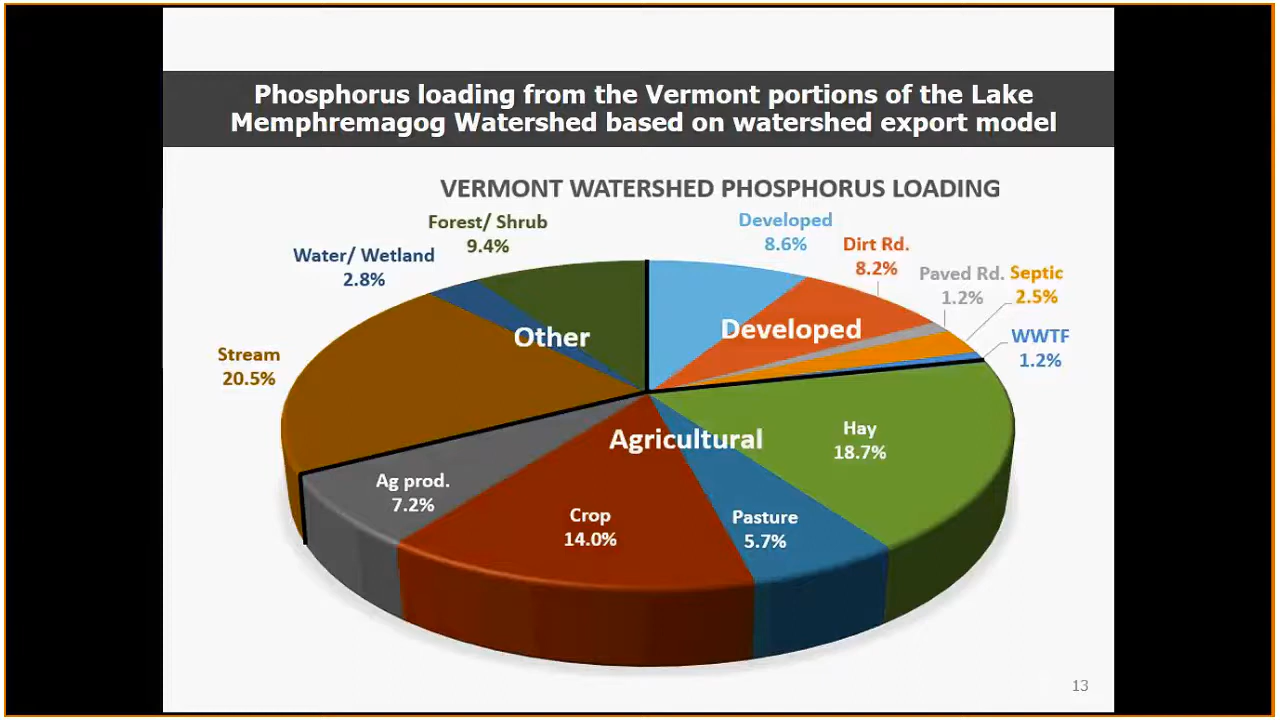 Phosphorus loading from the Vermont portions of the Lake
Memphremagog Watershed based on watershed export model
VERMONT WATERSHED PHOSPHORUS LOADING
Forest/ Shrub
9.4%
Developed
8.6%
Dirt Rd.
8.2%
Water/ Wetland
2.8%
Paved Rd.
1.2%
Septic
2.5%
Other
Developed
WWTF
1.2%
Stream
20.5%
Agricultural
Hay
18.7%
Ag prod.
7.2%
Crop
14.0%
Pasture
5.7%
13